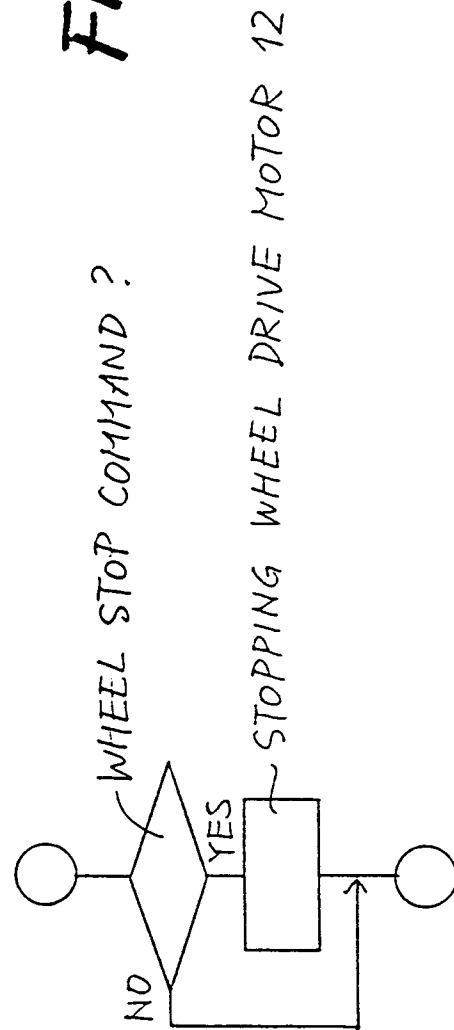 WHEEL STOP COMMAND ?
NO
YES
STOPPING WHEEL DRIVE MOTOR 12